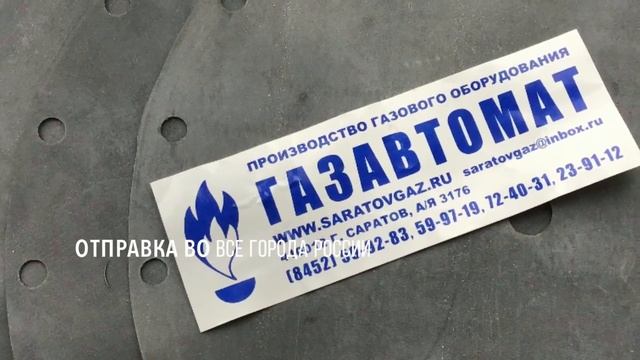 ПРОИЗВОДСТВО ГАЗОВОГО ОБОРУДОВАНИЯ
ГАЗАВТОМАТ
WWW.SARATOVGAZ.RU saratovgaz@inbox.ru
Г. САРАТОВ, А/Я 3176
(8452) 59-97-19, 72-40-31, 23-91-12
ОТПРАВКА ВО ВСЕ ГОРОДА РОССИИ